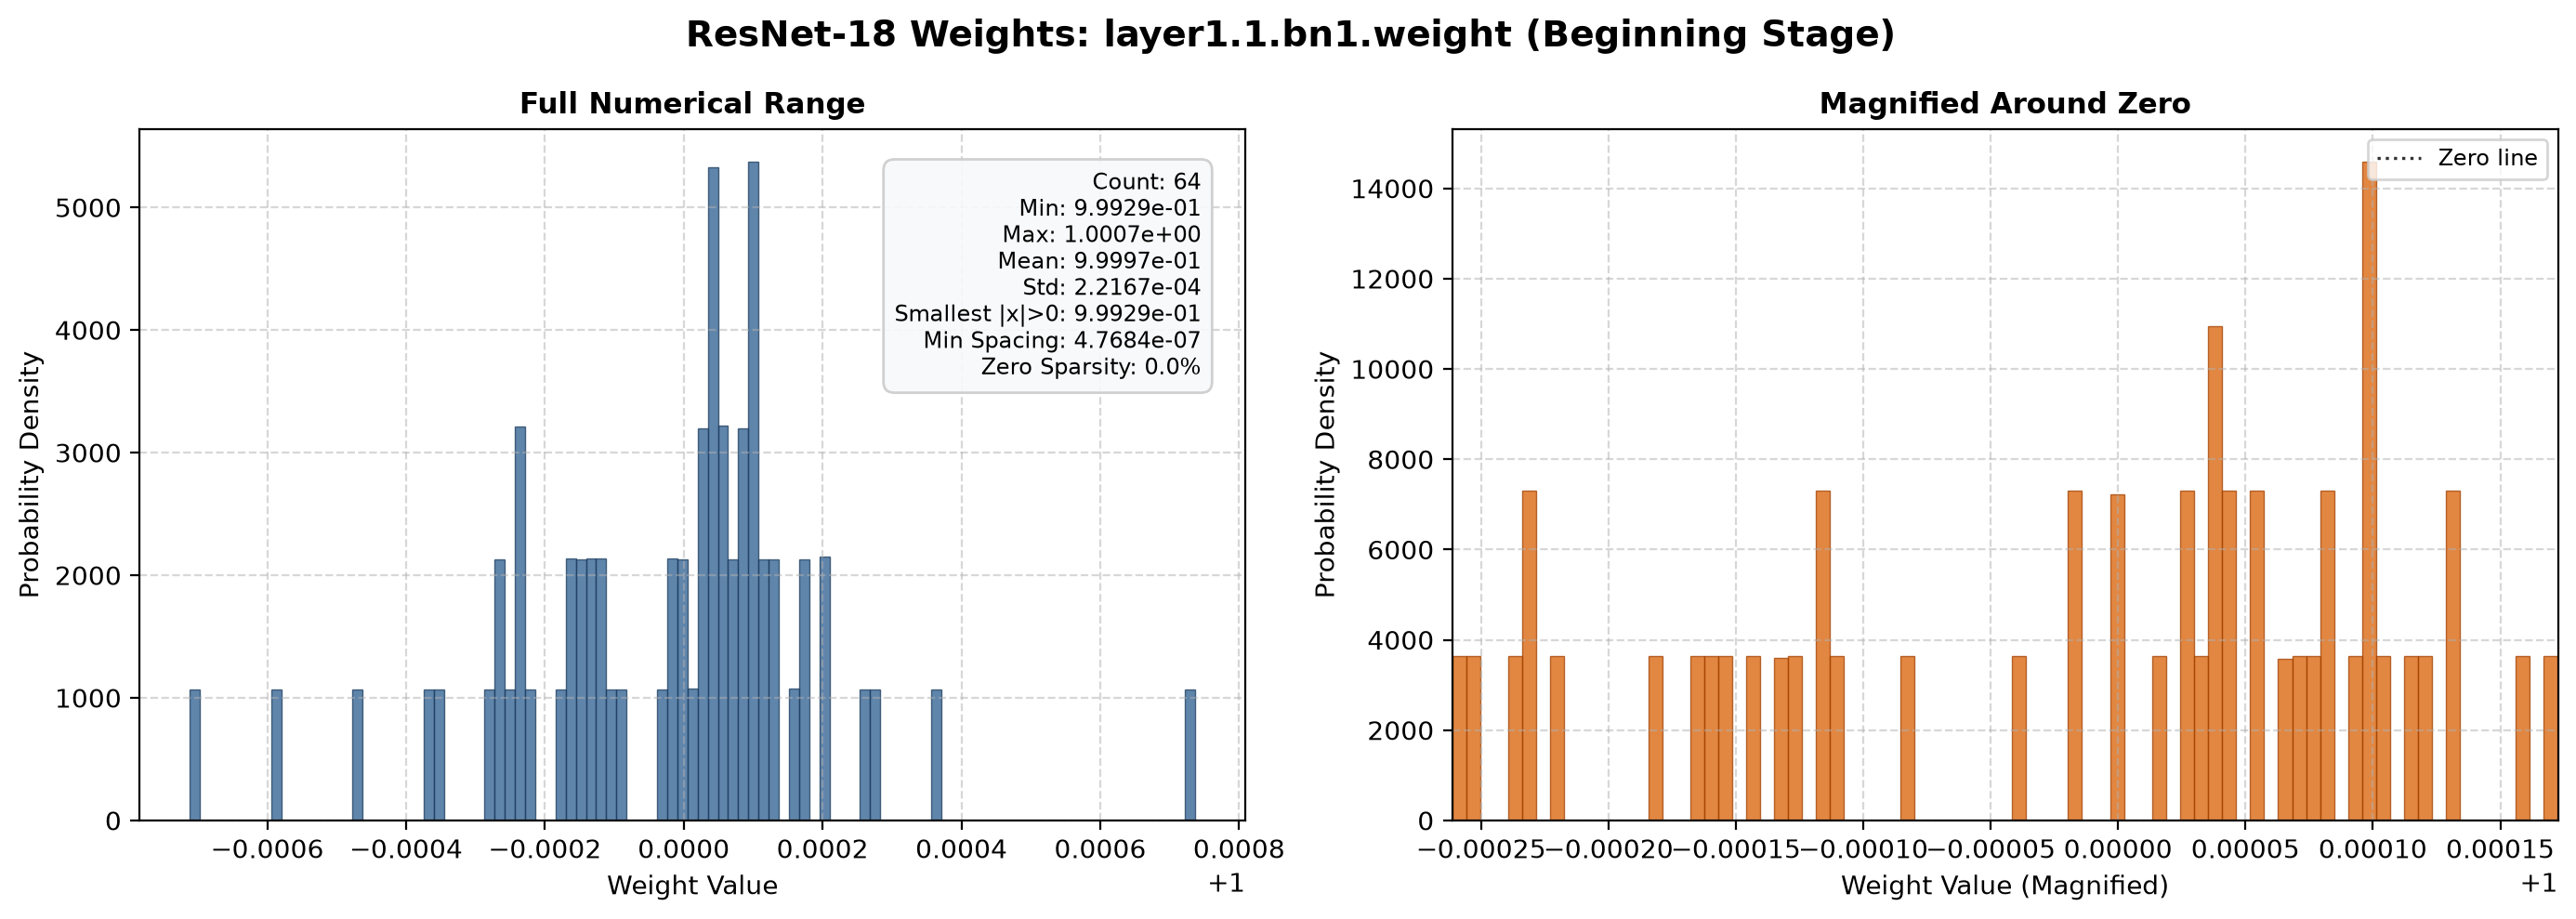 ResNet-18 Weights: layer1.1.bn1.weight (Beginning Stage)
Full Numerical Range
Probability Density
5000
4000
3000
2000
1000
0
Count: 64
Min: 9.9929e-01
Max: 1.0007e+00
Mean: 9.9997e-01
Std: 2.2167e-04
Smallest |x|>0: 9.9929e-01
Min Spacing: 4.7684e-07
Zero Sparsity: 0.0%
−0.0006 −0.0004 −0.0002 0.0000 0.0002 0.0004 0.0006 0.0008
Weight Value
+1
Magnified Around Zero
Probability Density
14000
12000
10000
8000
6000
4000
2000
0
Zero line
−0.00025 −0.00020 −0.00015 −0.00010 −0.00005 0.00000 0.00005 0.00010 0.00015
Weight Value (Magnified)
+1